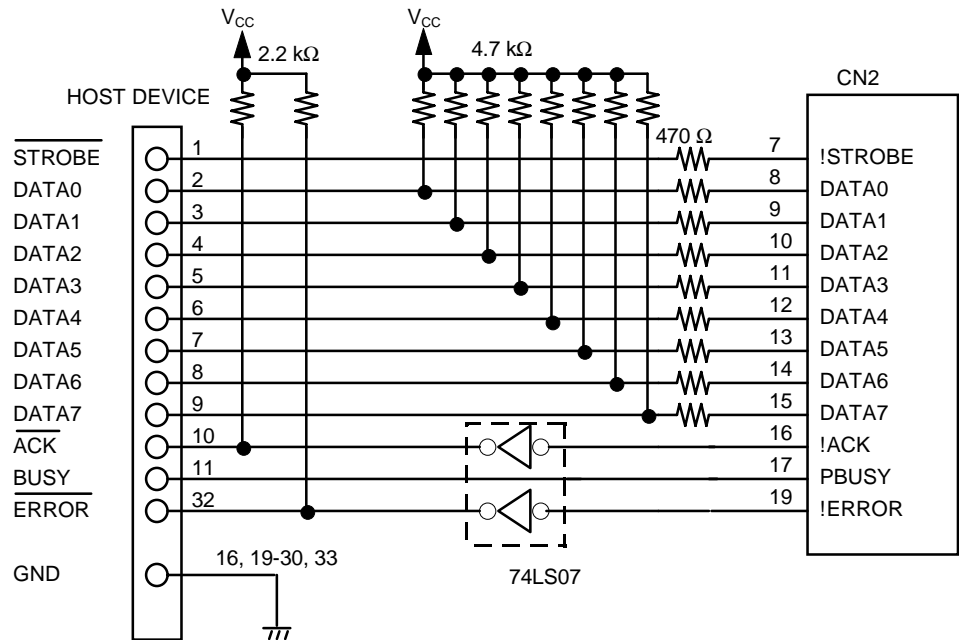 VCC VCC
2.2 kΩ 4.7 kΩ
CN2
HOST DEVICE
470 Ω
STROBE 1 7 !STROBE
DATA0 2 8 DATA0
DATA1 3 9 DATA1
DATA2 4 10 DATA2
DATA3 5 11 DATA3
DATA4 6 12 DATA4
DATA5 7 13 DATA5
DATA6 8 14 DATA6
DATA7 9 15 DATA7
ACK 10 16 !ACK
BUSY 11 17 PBUSY
ERROR 32 19 !ERROR
16, 19-30, 33
GND 74LS07